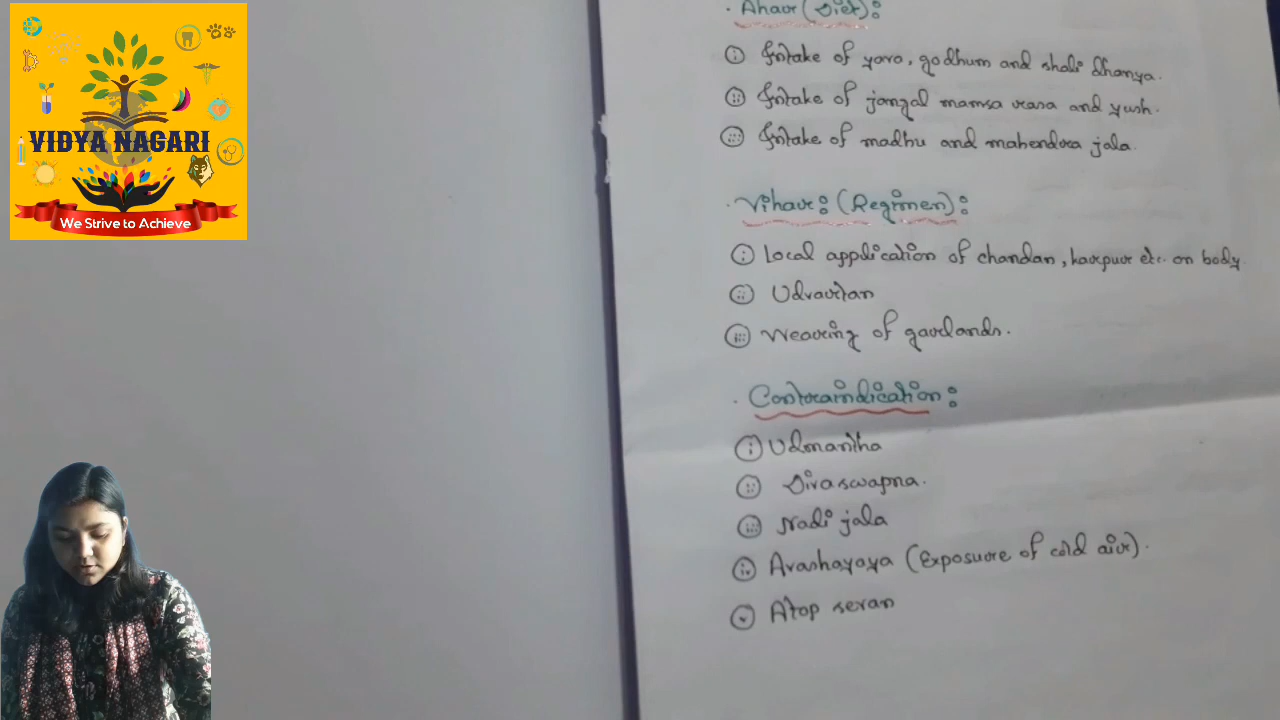 VIDYA NAGARI
We Strive to Achieve
· Ahar (Diet):
(i) Intake of yava, godhum and shali dhanya.
(ii) Intake of jangal mamsa rasa and yush.
(iii) Intake of madhu and mahendra jala.
· Vihar: (Regimen):
(i) Local application of chandan, karpur etc. on body.
(ii) Udvartan
(iii) Wearing of garlands.
· Contraindication:
(i) Udmantha
(ii) Divaswapna.
(iii) Nadi jala
(iv) Avashayaya (Exposure of cold air).
(v) Atop sevan